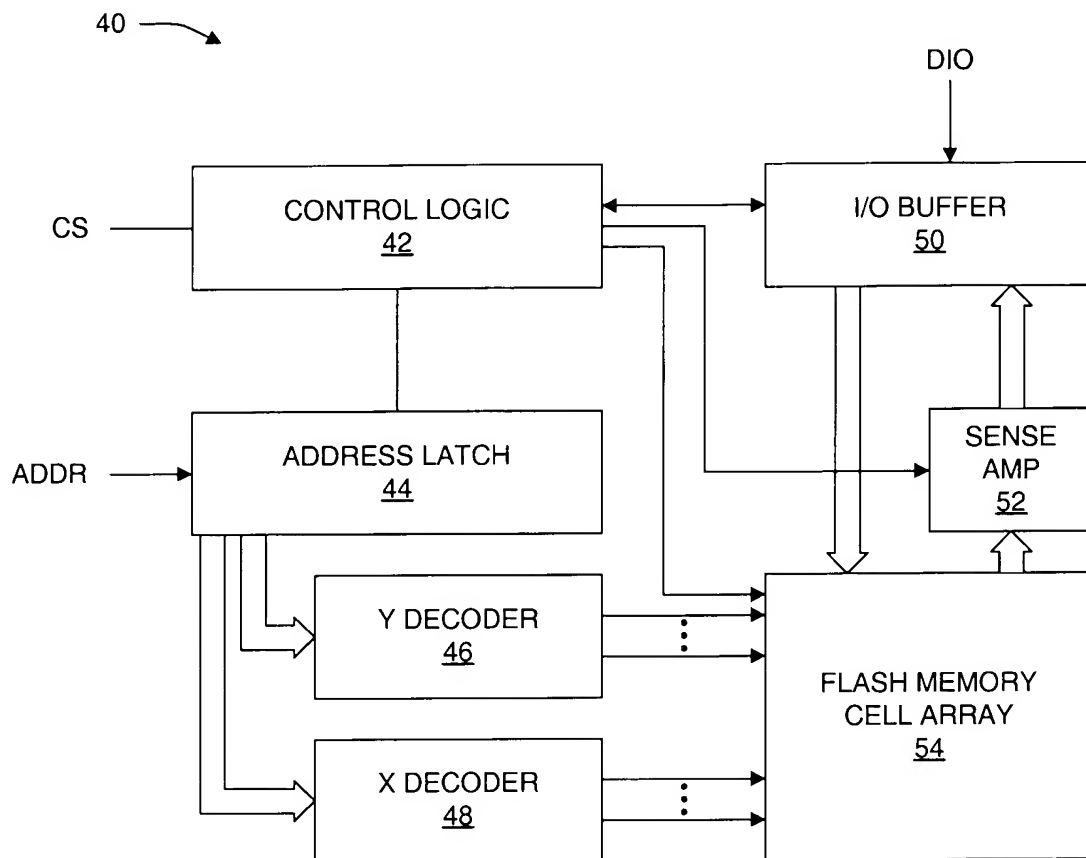 40
DIO
CONTROL LOGIC
42
I/O BUFFER
50
CS
ADDRESS LATCH
44
SENSE
AMP
52
ADDR
Y DECODER
46
FLASH MEMORY
CELL ARRAY
54
X DECODER
48